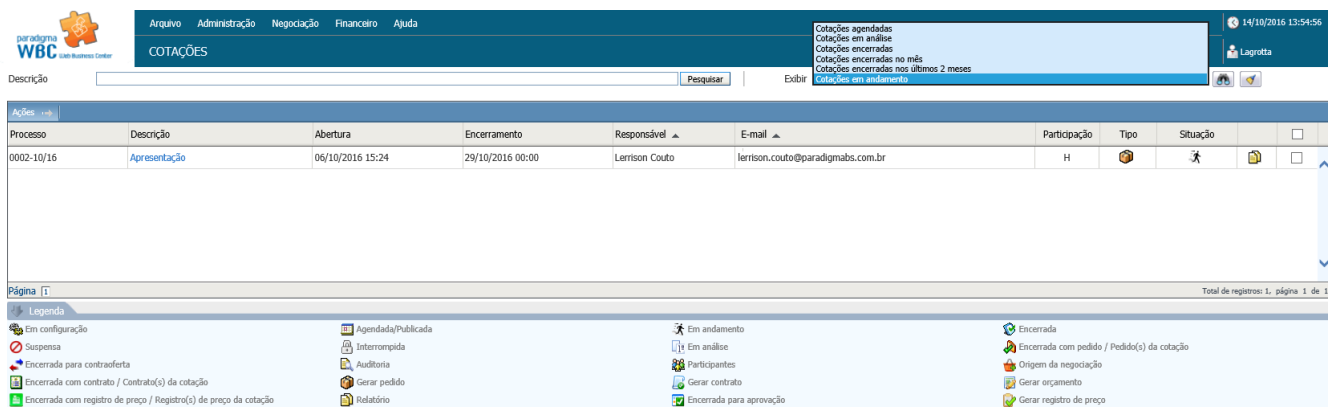 paradigma
WBC Web Business Center
Arquivo Administração Negociação Financeiro Ajuda
COTAÇÕES
14/10/2016 13:54:56
Lagrotta
Cotações agendadas
Cotações em análise
Cotações encerradas
Cotações encerradas no mês
Cotações encerradas nos últimos 2 meses
Cotações em andamento
Descrição Pesquisar Exibir
Ações
Processo Descrição Abertura Encerramento Responsável E-mail Participação Tipo Situação
0002-10/16 Apresentação 06/10/2016 15:24 29/10/2016 00:00 Lerrison Couto lerrison.couto@paradigmabs.com.br H
Página 1 Total de registros: 1, página 1 de 1
Legenda
Em configuração Agendada/Publicada Em andamento Encerrada
Suspensa Interrompida Em análise Encerrada com pedido / Pedido(s) da cotação
Encerrada para contraoferta Auditoria Participantes Origem da negociação
Encerrada com contrato / Contrato(s) da cotação Gerar pedido Gerar contrato Gerar orçamento
Encerrada com registro de preço / Registro(s) de preço da cotação Relatório Encerrada para aprovação Gerar registro de preço